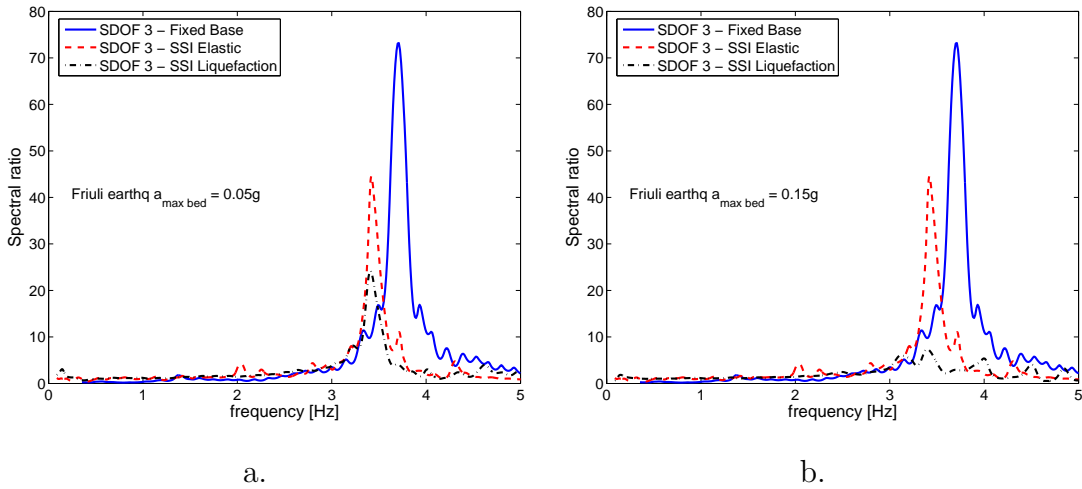 80
70
60
50
40
30
20
10
0
0 1 2 3 4 5
frequency [Hz]
Spectral ratio
SDOF 3 − Fixed Base
SDOF 3 − SSI Elastic
SDOF 3 − SSI Liquefaction
Friuli earthq a max bed = 0.05g
a.
80
70
60
50
40
30
20
10
0
0 1 2 3 4 5
frequency [Hz]
Spectral ratio
SDOF 3 − Fixed Base
SDOF 3 − SSI Elastic
SDOF 3 − SSI Liquefaction
Friuli earthq a max bed = 0.15g
b.